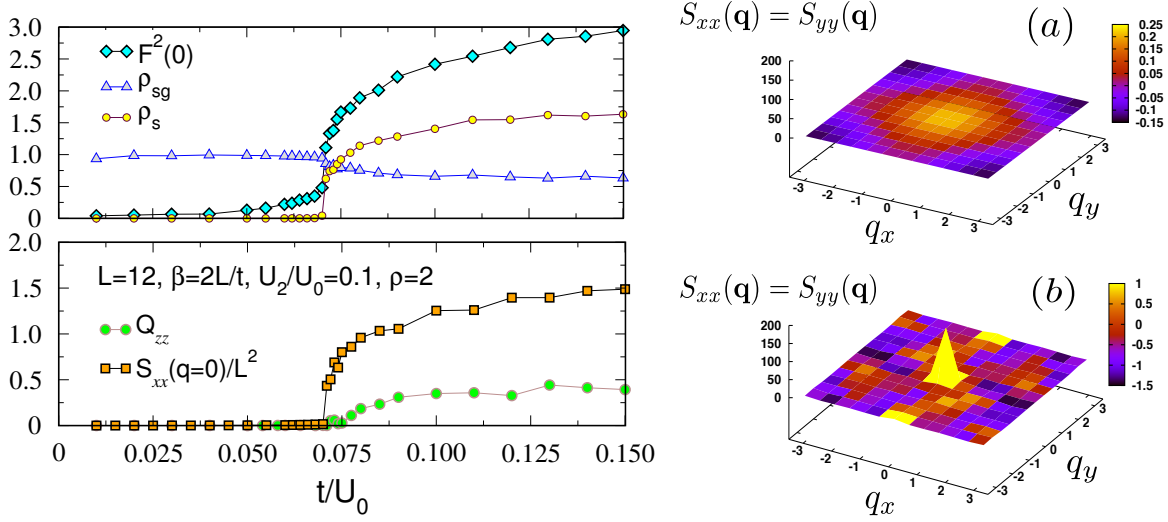 3.0
2.5
2.0
1.5
1.0
0.5
0
F²(0)
ρsg
ρs
2.0
1.5
1.0
0.5
0
L=12, β=2L/t, U₂/U₀=0.1, ρ=2
Qzz
Sxx(q=0)/L²
0 0.025 0.050 0.075 0.100 0.125 0.150
t/U₀
Sxx(q) = Syy(q) (a)
200
150
100
50
0
0.25
0.20
0.15
0.10
0.05
0
-0.05
-0.10
-0.15
-3 -2 -1 0 1 2 3
qx
-3 -2 -1 0 1 2 3
qy
Sxx(q) = Syy(q) (b)
200
150
100
50
0
1
0.5
0
-0.5
-1.0
-1.5
-3 -2 -1 0 1 2 3
qx
-3 -2 -1 0 1 2 3
qy